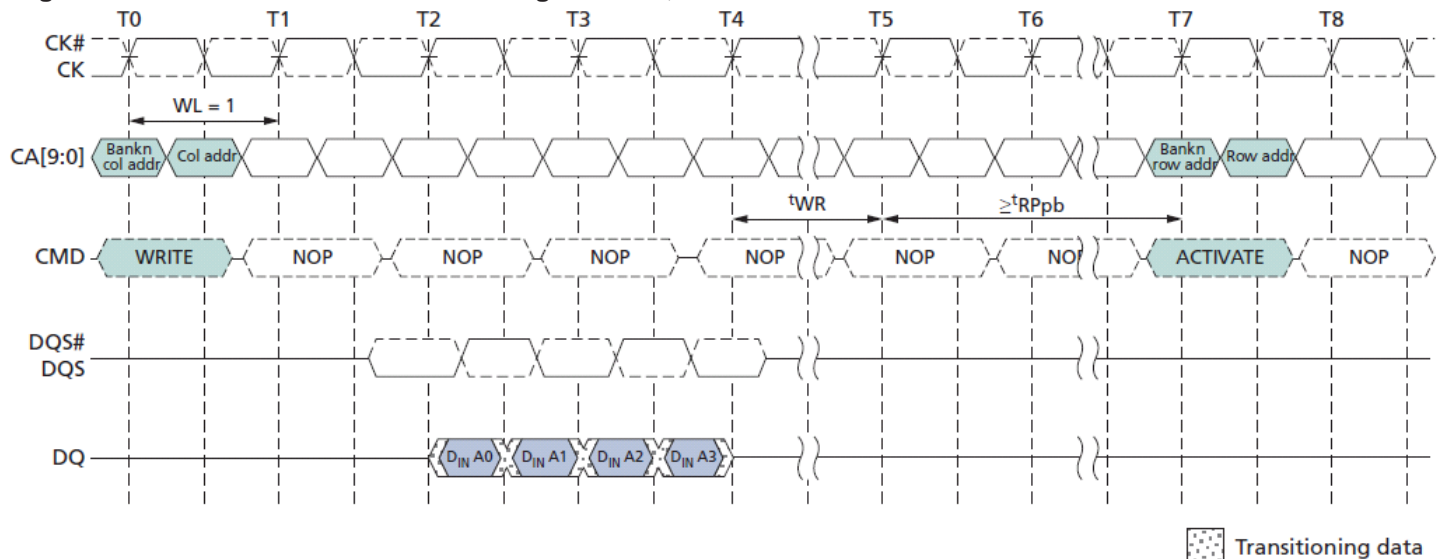 T0 T1 T2 T3 T4 T5 T6 T7 T8
CK#
CK
WL = 1
CA[9:0] Bankn col addr Col addr Bankn row addr Row addr
tWR ≥tRPpb
CMD WRITE NOP NOP NOP NOP NOP NOP ACTIVATE NOP
DQS#
DQS
DQ DIN A0 DIN A1 DIN A2 DIN A3
Transitioning data